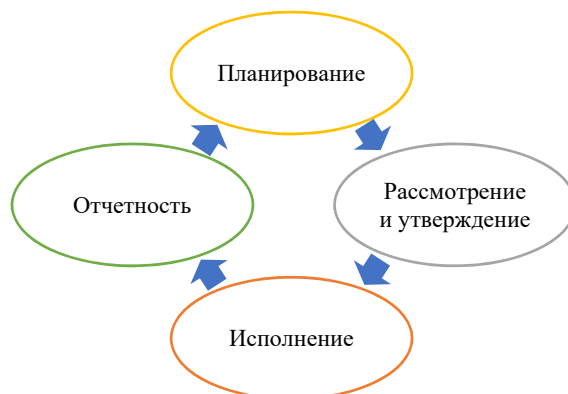 Планирование
Рассмотрение
и утверждение
Отчетность
Исполнение